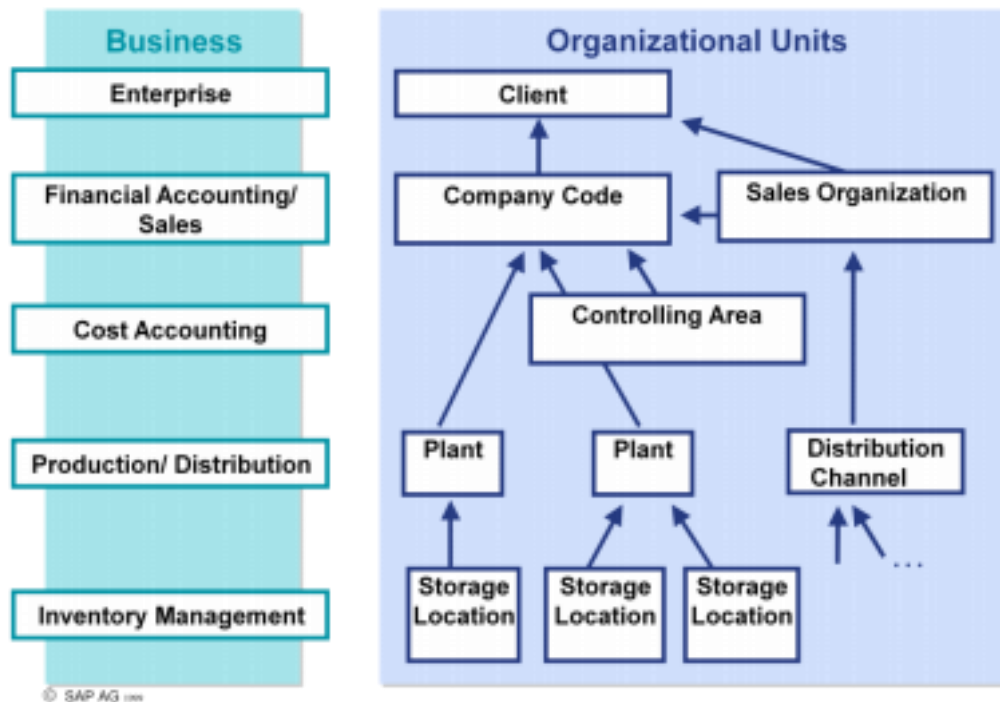 Business
Organizational Units
Enterprise
Client
Financial Accounting/
Sales
Company Code
Sales Organization
Cost Accounting
Controlling Area
Production/ Distribution
Plant
Plant
Distribution
Channel
...
Inventory Management
Storage
Location
Storage
Location
Storage
Location
© SAP AG